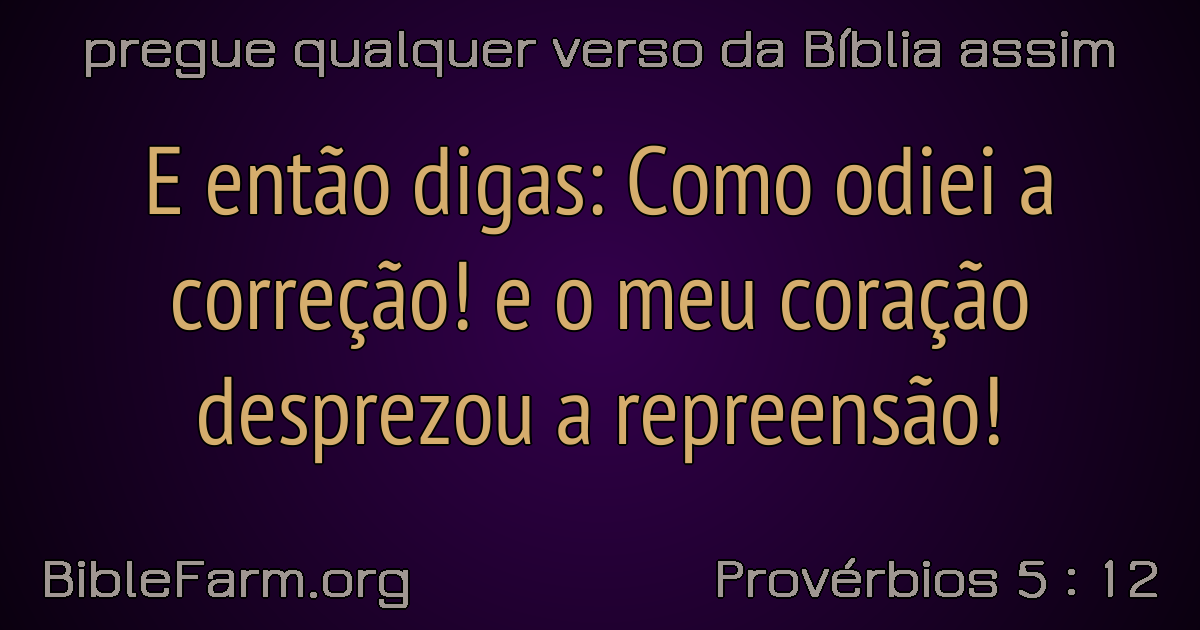 pregue qualquer verso da Bíblia assim
E então digas: Como odiei a
correção! e o meu coração
desprezou a repreensão!
BibleFarm.org
Provérbios 5 : 12